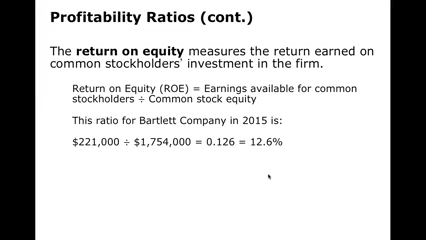 Profitability Ratios (cont.)
The return on equity measures the return earned on
common stockholders' investment in the firm.
Return on Equity (ROE) = Earnings available for common
stockholders ÷ Common stock equity
This ratio for Bartlett Company in 2015 is:
$221,000 ÷ $1,754,000 = 0.126 = 12.6%